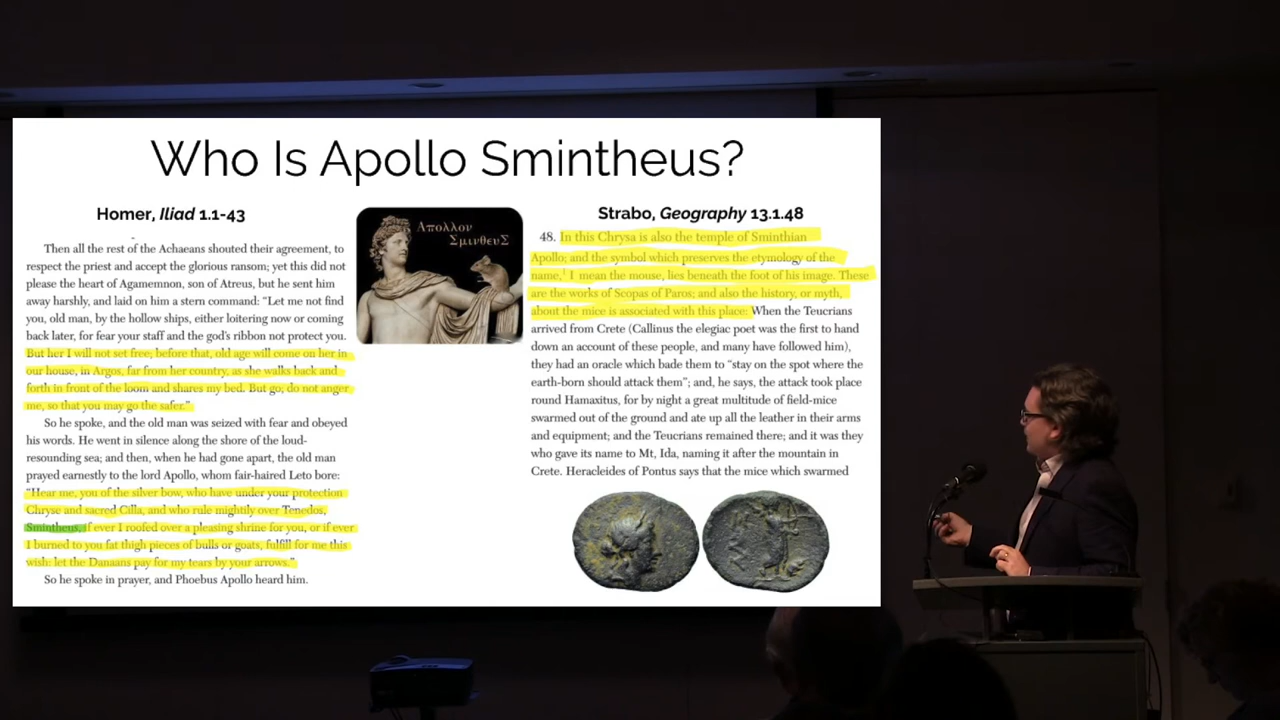 Who Is Apollo Smintheus?
Homer, Iliad 1.1-43
Then all the rest of the Achaeans shouted their agreement, to
respect the priest and accept the glorious ransom; yet this did not
please the heart of Agamemnon, son of Atreus, but he sent him
away harshly, and laid on him a stern command: “Let me not find
you, old man, by the hollow ships, either loitering now or coming
back later, for fear your staff and the god's ribbon not protect you.
But her I will not set free; before that, old age will come on her in
our house, in Argos, far from her country, as she walks back and
forth in front of the loom and shares my bed. But go; do not anger
me, so that you may go the safer.”
So he spoke, and the old man was seized with fear and obeyed
his words. He went in silence along the shore of the loud-
resounding sea; and then, when he had gone apart, the old man
prayed earnestly to the lord Apollo, whom fair-haired Leto bore:
“Hear me, you of the silver bow, who have under your protection
Chryse and sacred Cilla, and who rule mightily over Tenedos,
Smintheus, if ever I roofed over a pleasing shrine for you, or if ever
I burned to you fat thigh pieces of bulls or goats, fulfill for me this
wish: let the Danaans pay for my tears by your arrows.”
So he spoke in prayer, and Phoebus Apollo heard him.
Απολλον
ΣμινθευΣ
Strabo, Geography 13.1.48
48. In this Chrysa is also the temple of Sminthian
Apollo; and the symbol which preserves the etymology of the
name,¹ I mean the mouse, lies beneath the foot of his image. These
are the works of Scopas of Paros; and also the history, or myth,
about the mice is associated with this place: When the Teucrians
arrived from Crete (Callinus the elegiac poet was the first to hand
down an account of these people, and many have followed him),
they had an oracle which bade them to “stay on the spot where the
earth-born should attack them”; and, he says, the attack took place
round Hamaxitus, for by night a great multitude of field-mice
swarmed out of the ground and ate up all the leather in their arms
and equipment; and the Teucrians remained there; and it was they
who gave its name to Mt, Ida, naming it after the mountain in
Crete. Heracleides of Pontus says that the mice which swarmed